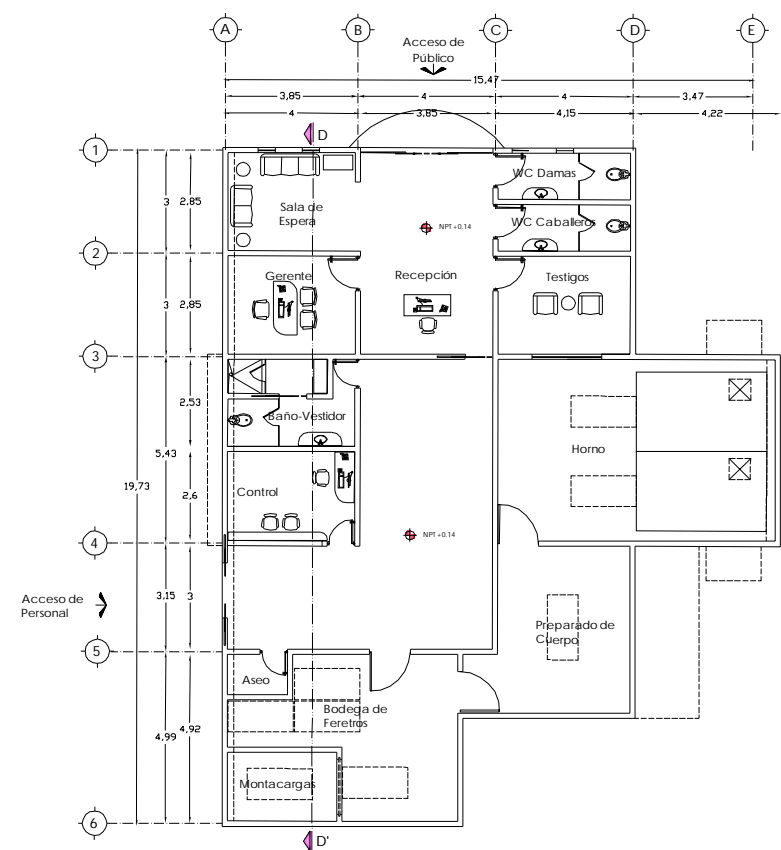 A
B
C
D
E
Acceso de
Público
15,47
3,85
4
4
3,47
4
3,85
4,15
4,22
D
1
WC Damas
3
2,85
Sala de
Espera
WC Caballeros
NPT +0.14
2
Gerente
Recepción
Testigos
3
2,85
3
2,53
Baño-Vestidor
5,43
Horno
19,73
2,6
Control
4
NPT +0.14
Acceso de
Personal
3,15
3
Preparado de
Cuerpo
5
Aseo
Bodega de
Feretros
4,99
4,92
Montacargas
6
D'